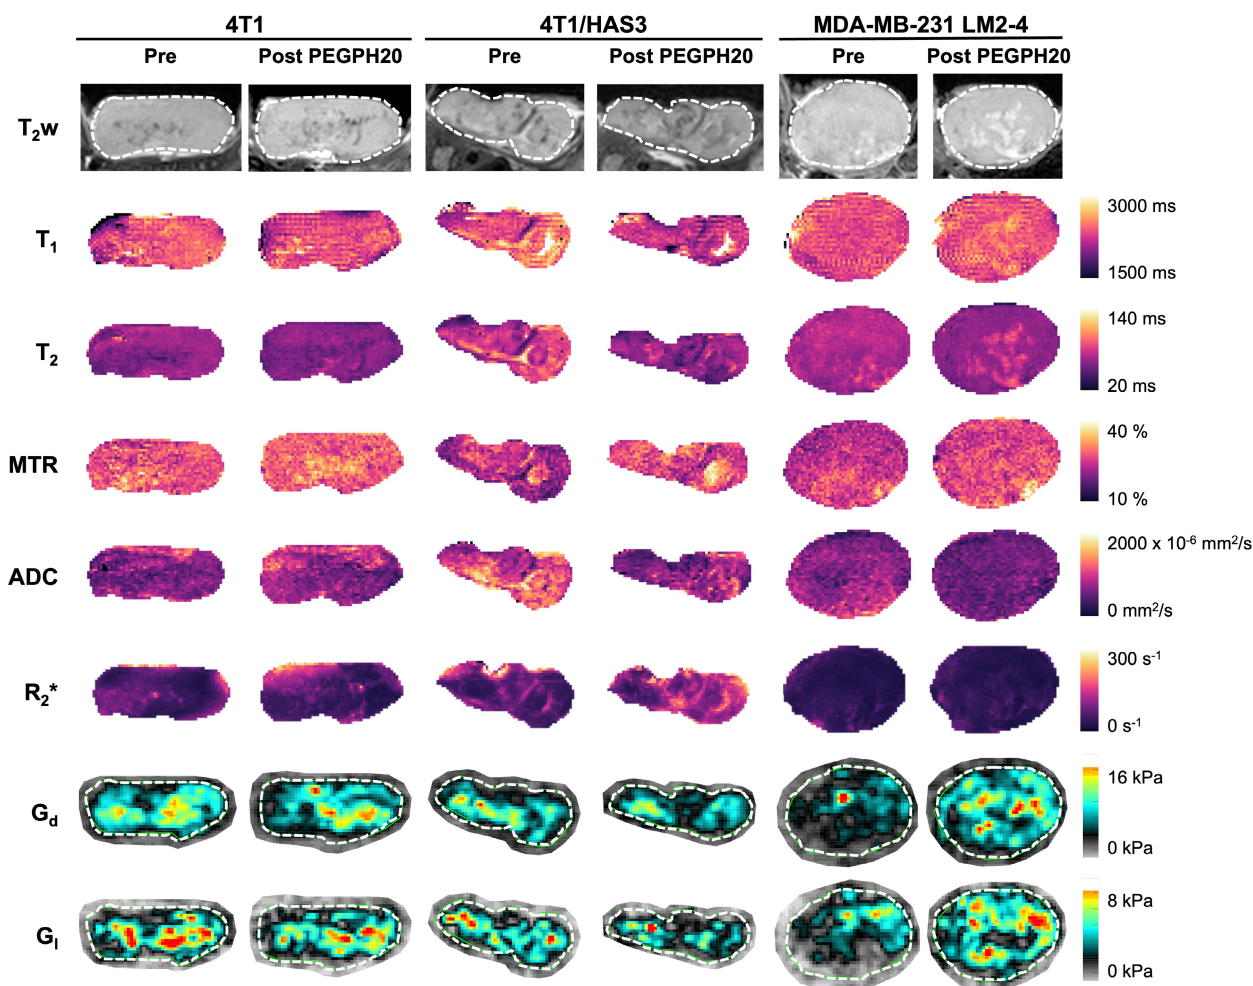 4T1 4T1/HAS3 MDA-MB-231 LM2-4
Pre Post PEGPH20 Pre Post PEGPH20 Pre Post PEGPH20
T₂w
T₁
3000 ms
1500 ms
T₂
140 ms
20 ms
MTR
40 %
10 %
ADC
2000 x 10⁻⁶ mm²/s
0 mm²/s
R₂*
300 s⁻¹
0 s⁻¹
G_d
16 kPa
0 kPa
G_l
8 kPa
0 kPa